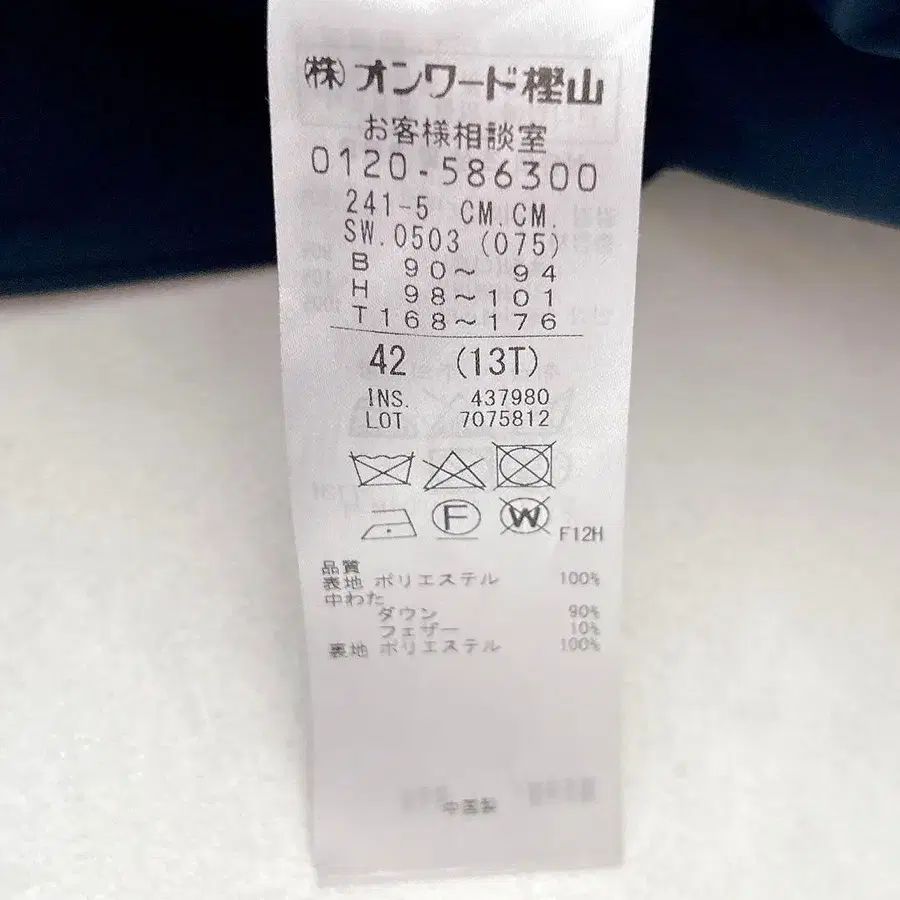 (株)オンワード樫山
お客様相談室
0120-586300
241-5 CM.CM.
SW.0503 (075)
B 90～ 94
H 98～101
T168～176
42 (13T)
INS. 437980
LOT 7075812
F
W
F12H
品質
表地 ポリエステル 100%
中わた
ダウン 90%
フェザー 10%
裏地 ポリエステル 100%
中国製